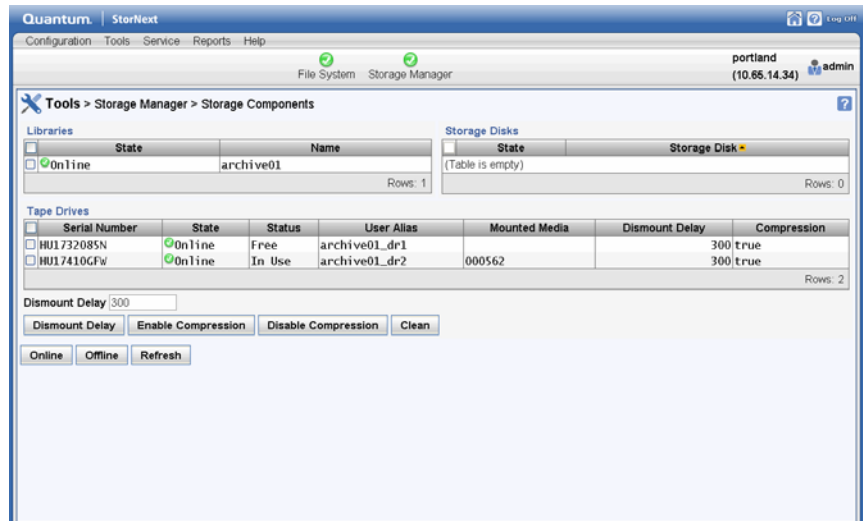 Quantum. | StorNext Log Off
Configuration Tools Service Reports Help
File System Storage Manager
portland
(10.65.14.34)
admin
Tools > Storage Manager > Storage Components
Libraries
State Name
Online archive01
Rows: 1
Storage Disks
State Storage Disk
(Table is empty)
Rows: 0
Tape Drives
Serial Number State Status User Alias Mounted Media Dismount Delay Compression
HU1732085N Online Free archive01_dr1 300 true
HU17410GFW Online In Use archive01_dr2 000562 300 true
Rows: 2
Dismount Delay 300
Dismount Delay Enable Compression Disable Compression Clean
Online Offline Refresh